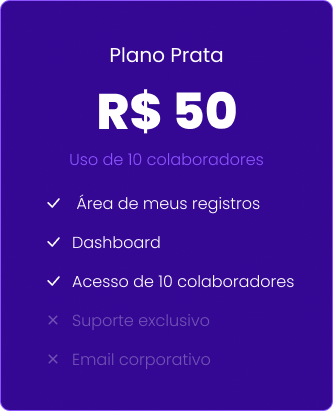 Plano Prata
R$ 50
Uso de 10 colaboradores
Área de meus registros
Dashboard
Acesso de 10 colaboradores
Suporte exclusivo
Email corporativo